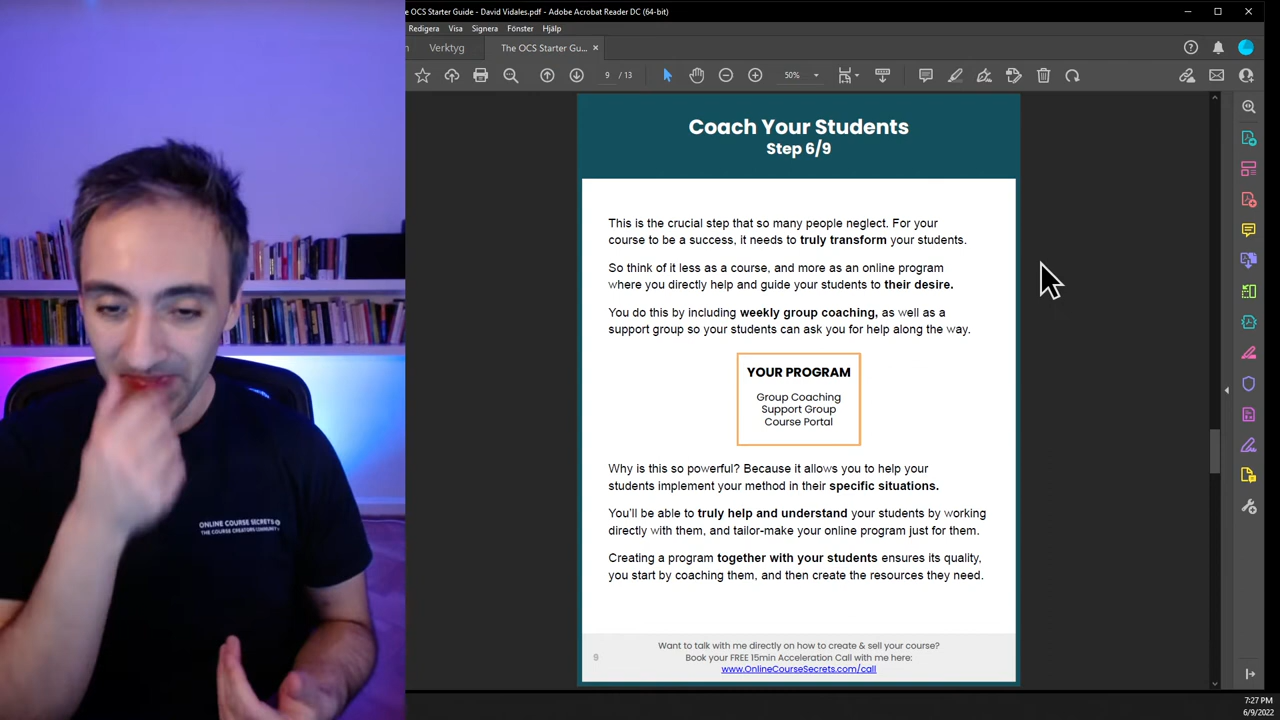 e OCS Starter Guide - David Vidales.pdf - Adobe Acrobat Reader DC (64-bit)
Redigera Visa Signera Fönster Hjälp
Verktyg The OCS Starter Gu... ×
9 / 13 50%
Coach Your Students
Step 6/9
This is the crucial step that so many people neglect. For your
course to be a success, it needs to truly transform your students.
So think of it less as a course, and more as an online program
where you directly help and guide your students to their desire.
You do this by including weekly group coaching, as well as a
support group so your students can ask you for help along the way.
YOUR PROGRAM
Group Coaching
Support Group
Course Portal
Why is this so powerful? Because it allows you to help your
students implement your method in their specific situations.
You'll be able to truly help and understand your students by working
directly with them, and tailor-make your online program just for them.
Creating a program together with your students ensures its quality,
you start by coaching them, and then create the resources they need.
Want to talk with me directly on how to create & sell your course?
9 Book your FREE 15min Acceleration Call with me here:
www.OnlineCourseSecrets.com/call
ONLINE COURSE SECRETS
THE COURSE CREATORS COMMUNITY
7:27 PM
6/9/2022